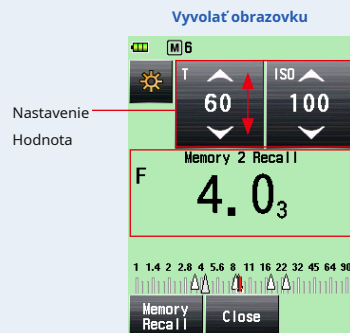 Vyvolať obrazovku
M 6
T ISO
60 100
Nastavenie
Hodnota
Memory 2 Recall
F 4.0 3
1 1.4 2 2.8 4 5.6 8 11 16 22 32 45 64 90
Memory Recall Close